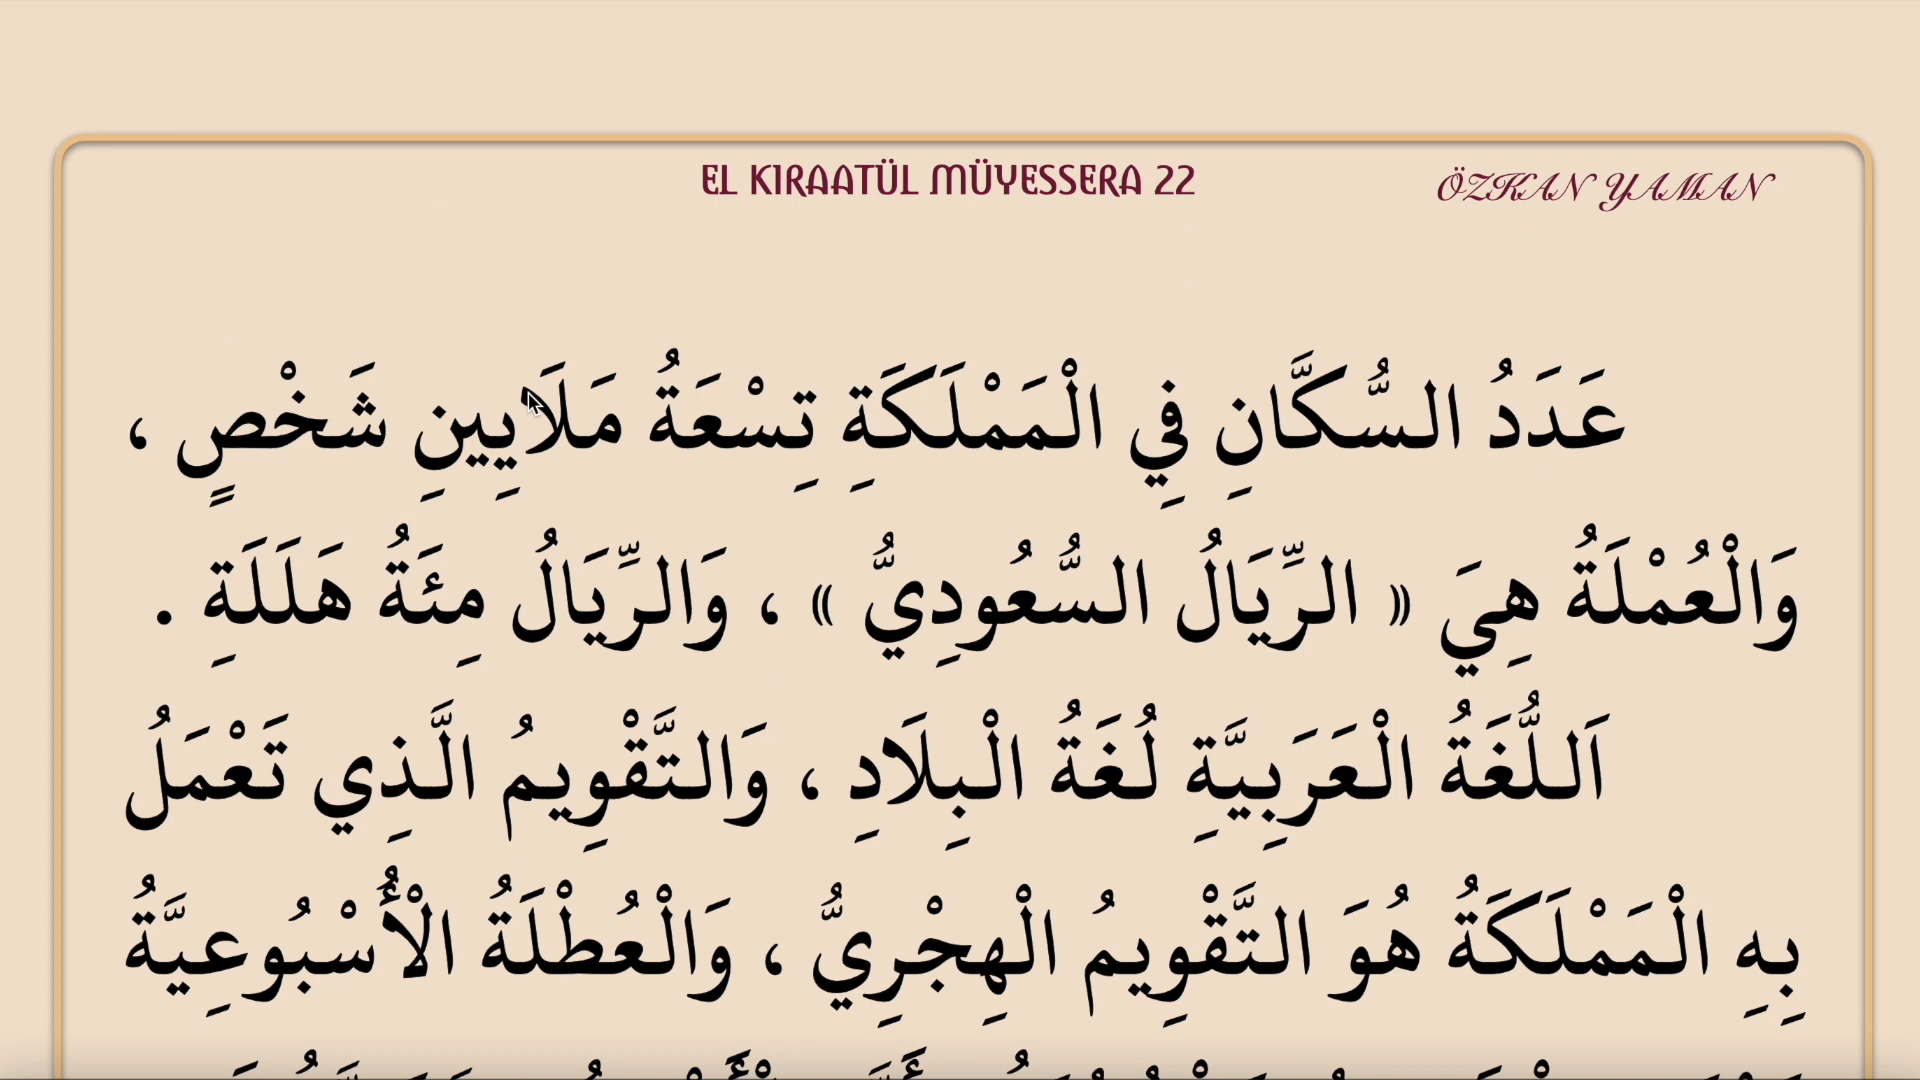 EL KIRAATÜL MÜYESSERA 22
ÖZKAN YAMAN
عَدَدُ السُّكَّانِ فِي الْمَمْلَكَةِ تِسْعَةُ مَلَايِينِ شَخْصٍ ،
وَالْعُمْلَةُ هِيَ « الرِّيَالُ السُّعُودِيُّ » ، وَالرِّيَالُ مِئَةُ هَلَلَةِ .
اَللُّغَةُ الْعَرَبِيَّةِ لُغَةُ الْبِلَادِ ، وَالتَّقْوِيمُ الَّذِي تَعْمَلُ
بِهِ الْمَمْلَكَةُ هُوَ التَّقْوِيمُ الْهِجْرِيُّ ، وَالْعُطْلَةُ الْأُسْبُوعِيَّةُ